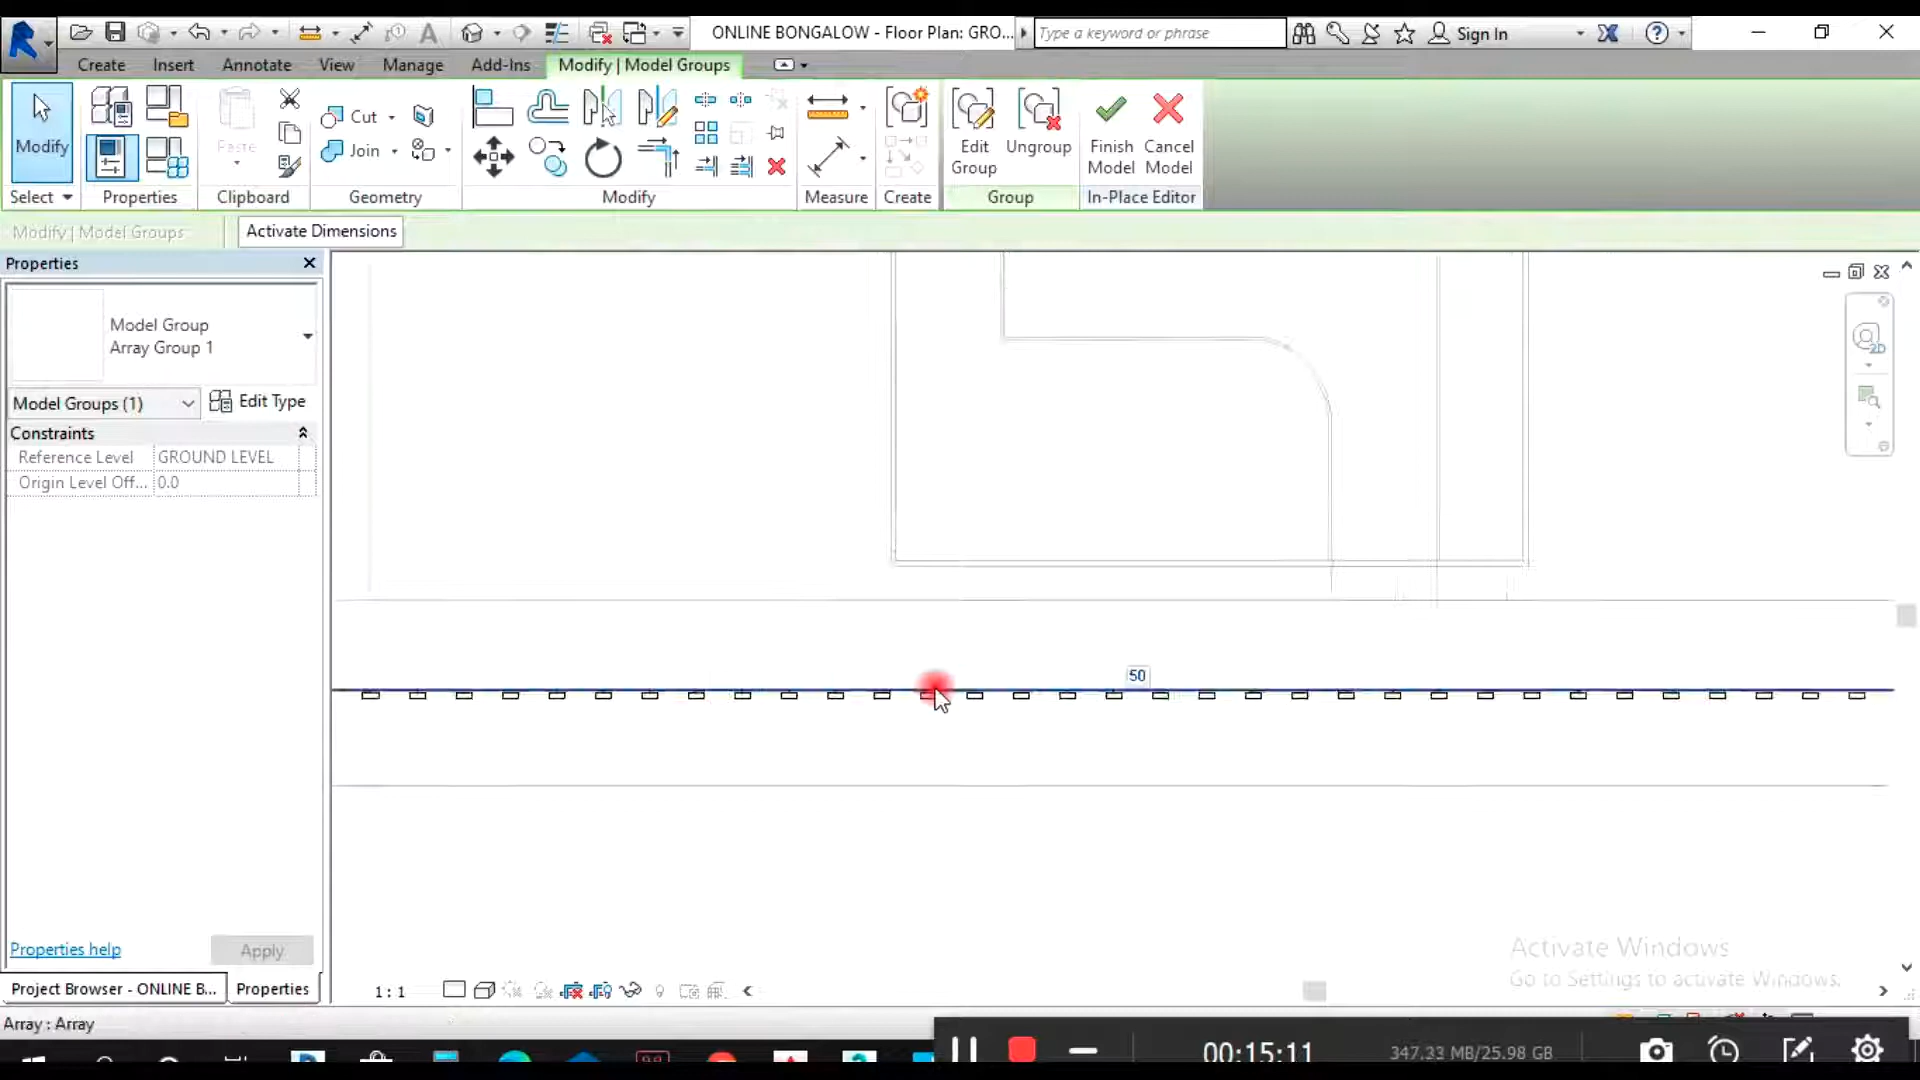 ONLINE BONGALOW - Floor Plan: GRO...
Type a keyword or phrase
Sign In
Create
Insert
Annotate
View
Manage
Add-Ins
Modify | Model Groups
Modify
Paste
Cut
Join
Edit Group
Ungroup
Finish Model
Cancel Model
Select
Properties
Clipboard
Geometry
Modify
Measure
Create
Group
In-Place Editor
Modify | Model Groups
Activate Dimensions
Properties
Model Group
Array Group 1
Model Groups (1)
Edit Type
Constraints
Reference Level
GROUND LEVEL
Origin Level Off...
0.0
2D
50
Properties help
Apply
Activate Windows
Go to Settings to activate Windows.
Project Browser - ONLINE B...
Properties
1 : 1
Array : Array
00:15:11
347.33 MB/25.98 GB